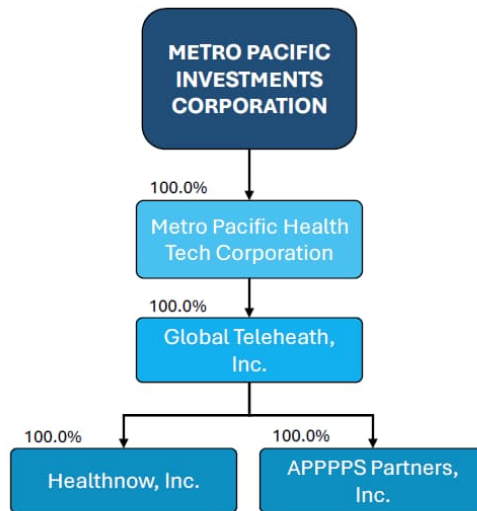 METRO PACIFIC
INVESTMENTS
CORPORATION
100.0%
Metro Pacific Health
Tech Corporation
100.0%
Global Teleheath,
Inc.
100.0%
Healthnow, Inc.
100.0%
APPPPS Partners,
Inc.